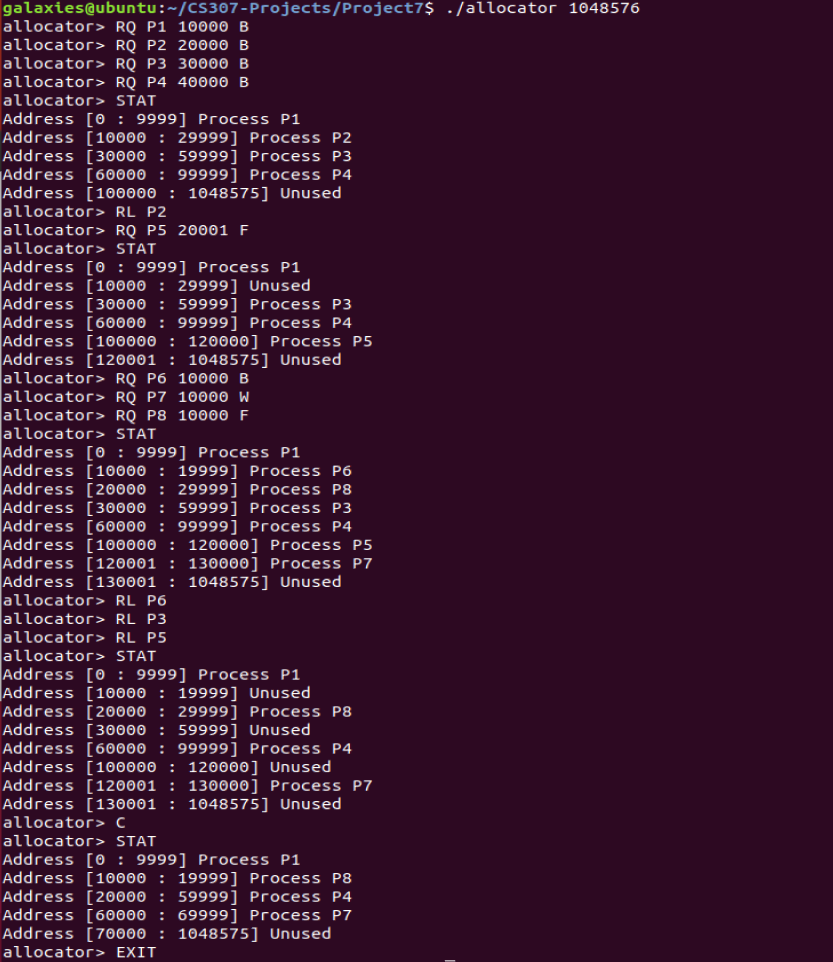 galaxies@ubuntu:~/CS307-Projects/Project7$ ./allocator 1048576
allocator> RQ P1 10000 B
allocator> RQ P2 20000 B
allocator> RQ P3 30000 B
allocator> RQ P4 40000 B
allocator> STAT
Address [0 : 9999] Process P1
Address [10000 : 29999] Process P2
Address [30000 : 59999] Process P3
Address [60000 : 99999] Process P4
Address [100000 : 1048575] Unused
allocator> RL P2
allocator> RQ P5 20001 F
allocator> STAT
Address [0 : 9999] Process P1
Address [10000 : 29999] Unused
Address [30000 : 59999] Process P3
Address [60000 : 99999] Process P4
Address [100000 : 120000] Process P5
Address [120001 : 1048575] Unused
allocator> RQ P6 10000 B
allocator> RQ P7 10000 W
allocator> RQ P8 10000 F
allocator> STAT
Address [0 : 9999] Process P1
Address [10000 : 19999] Process P6
Address [20000 : 29999] Process P8
Address [30000 : 59999] Process P3
Address [60000 : 99999] Process P4
Address [100000 : 120000] Process P5
Address [120001 : 130000] Process P7
Address [130001 : 1048575] Unused
allocator> RL P6
allocator> RL P3
allocator> RL P5
allocator> STAT
Address [0 : 9999] Process P1
Address [10000 : 19999] Unused
Address [20000 : 29999] Process P8
Address [30000 : 59999] Unused
Address [60000 : 99999] Process P4
Address [100000 : 120000] Unused
Address [120001 : 130000] Process P7
Address [130001 : 1048575] Unused
allocator> C
allocator> STAT
Address [0 : 9999] Process P1
Address [10000 : 19999] Process P8
Address [20000 : 59999] Process P4
Address [60000 : 69999] Process P7
Address [70000 : 1048575] Unused
allocator> EXIT